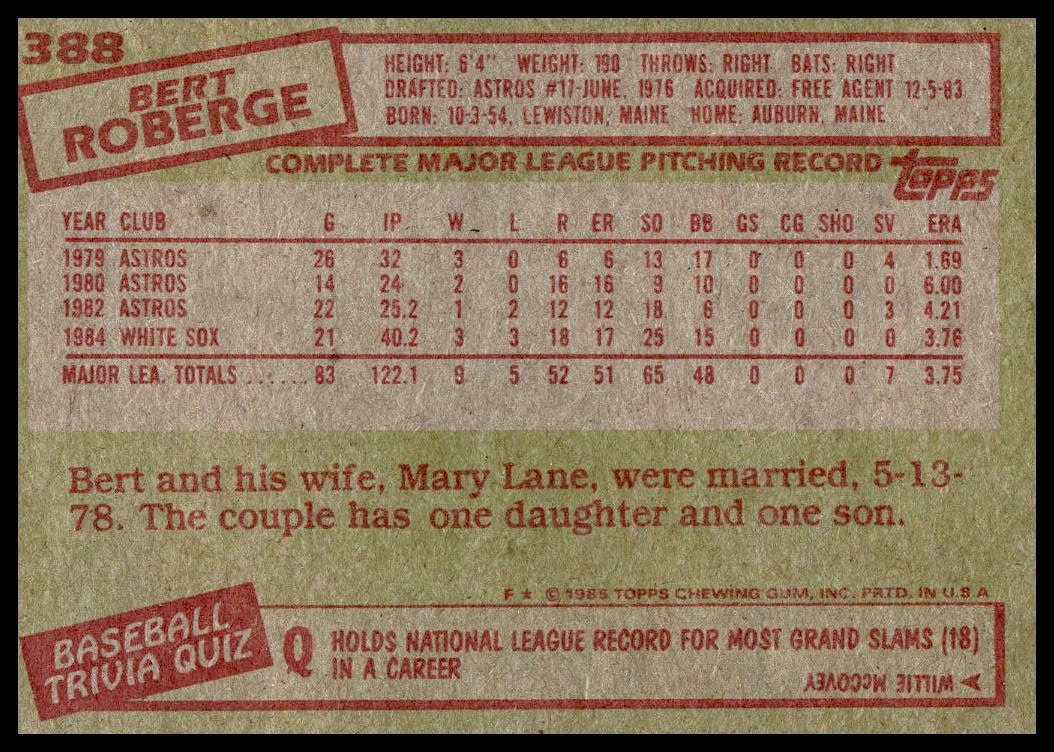 388
BERT
ROBERGE
HEIGHT: 6'4" WEIGHT: 190 THROWS: RIGHT BATS: RIGHT
DRAFTED: ASTROS #17-JUNE, 1976 ACQUIRED: FREE AGENT 12-5-83
BORN: 10-3-54, LEWISTON, MAINE HOME: AUBURN, MAINE
COMPLETE MAJOR LEAGUE PITCHING RECORD
topps
YEAR CLUB G IP W L R ER SO BB GS CG SHO SV ERA
1979 ASTROS 26 32 3 0 6 6 13 17 0 0 0 4 1.69
1980 ASTROS 14 24 2 0 16 16 9 10 0 0 0 0 6.00
1982 ASTROS 22 25.2 1 2 12 12 18 6 0 0 0 3 4.21
1984 WHITE SOX 21 40.2 3 3 18 17 25 15 0 0 0 0 3.76
MAJOR LEA. TOTALS ...... 83 122.1 9 5 52 51 65 48 0 0 0 7 3.75
Bert and his wife, Mary Lane, were married, 5-13-
78. The couple has one daughter and one son.
F ★ © 1985 TOPPS CHEWING GUM, INC. PRTD. IN U.S.A
BASEBALL
TRIVIA QUIZ
Q HOLDS NATIONAL LEAGUE RECORD FOR MOST GRAND SLAMS (18)
IN A CAREER
WILLIE McCOVEY